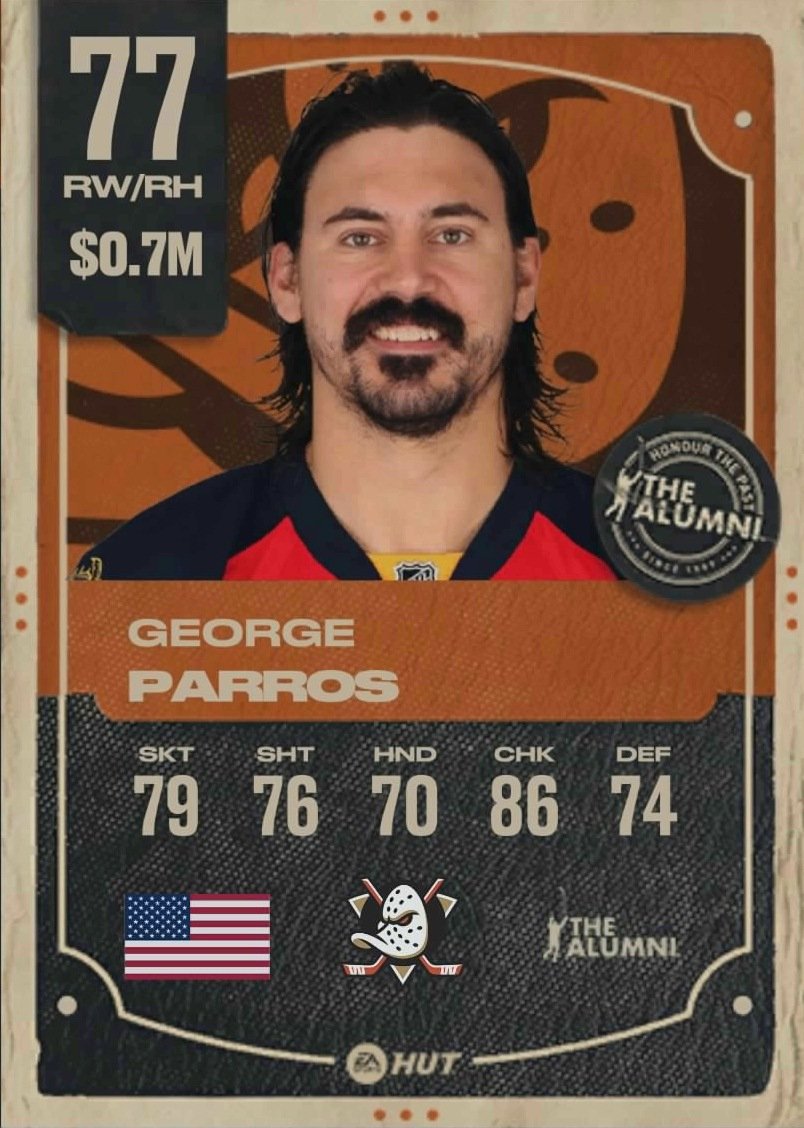 77
RW/RH
$0.7M
HONOUR THE PAST
THE
ALUMNI
GEORGE
PARROS
SKT SHT HND CHK DEF
79 76 70 86 74
THE
ALUMNI
EA
HUT